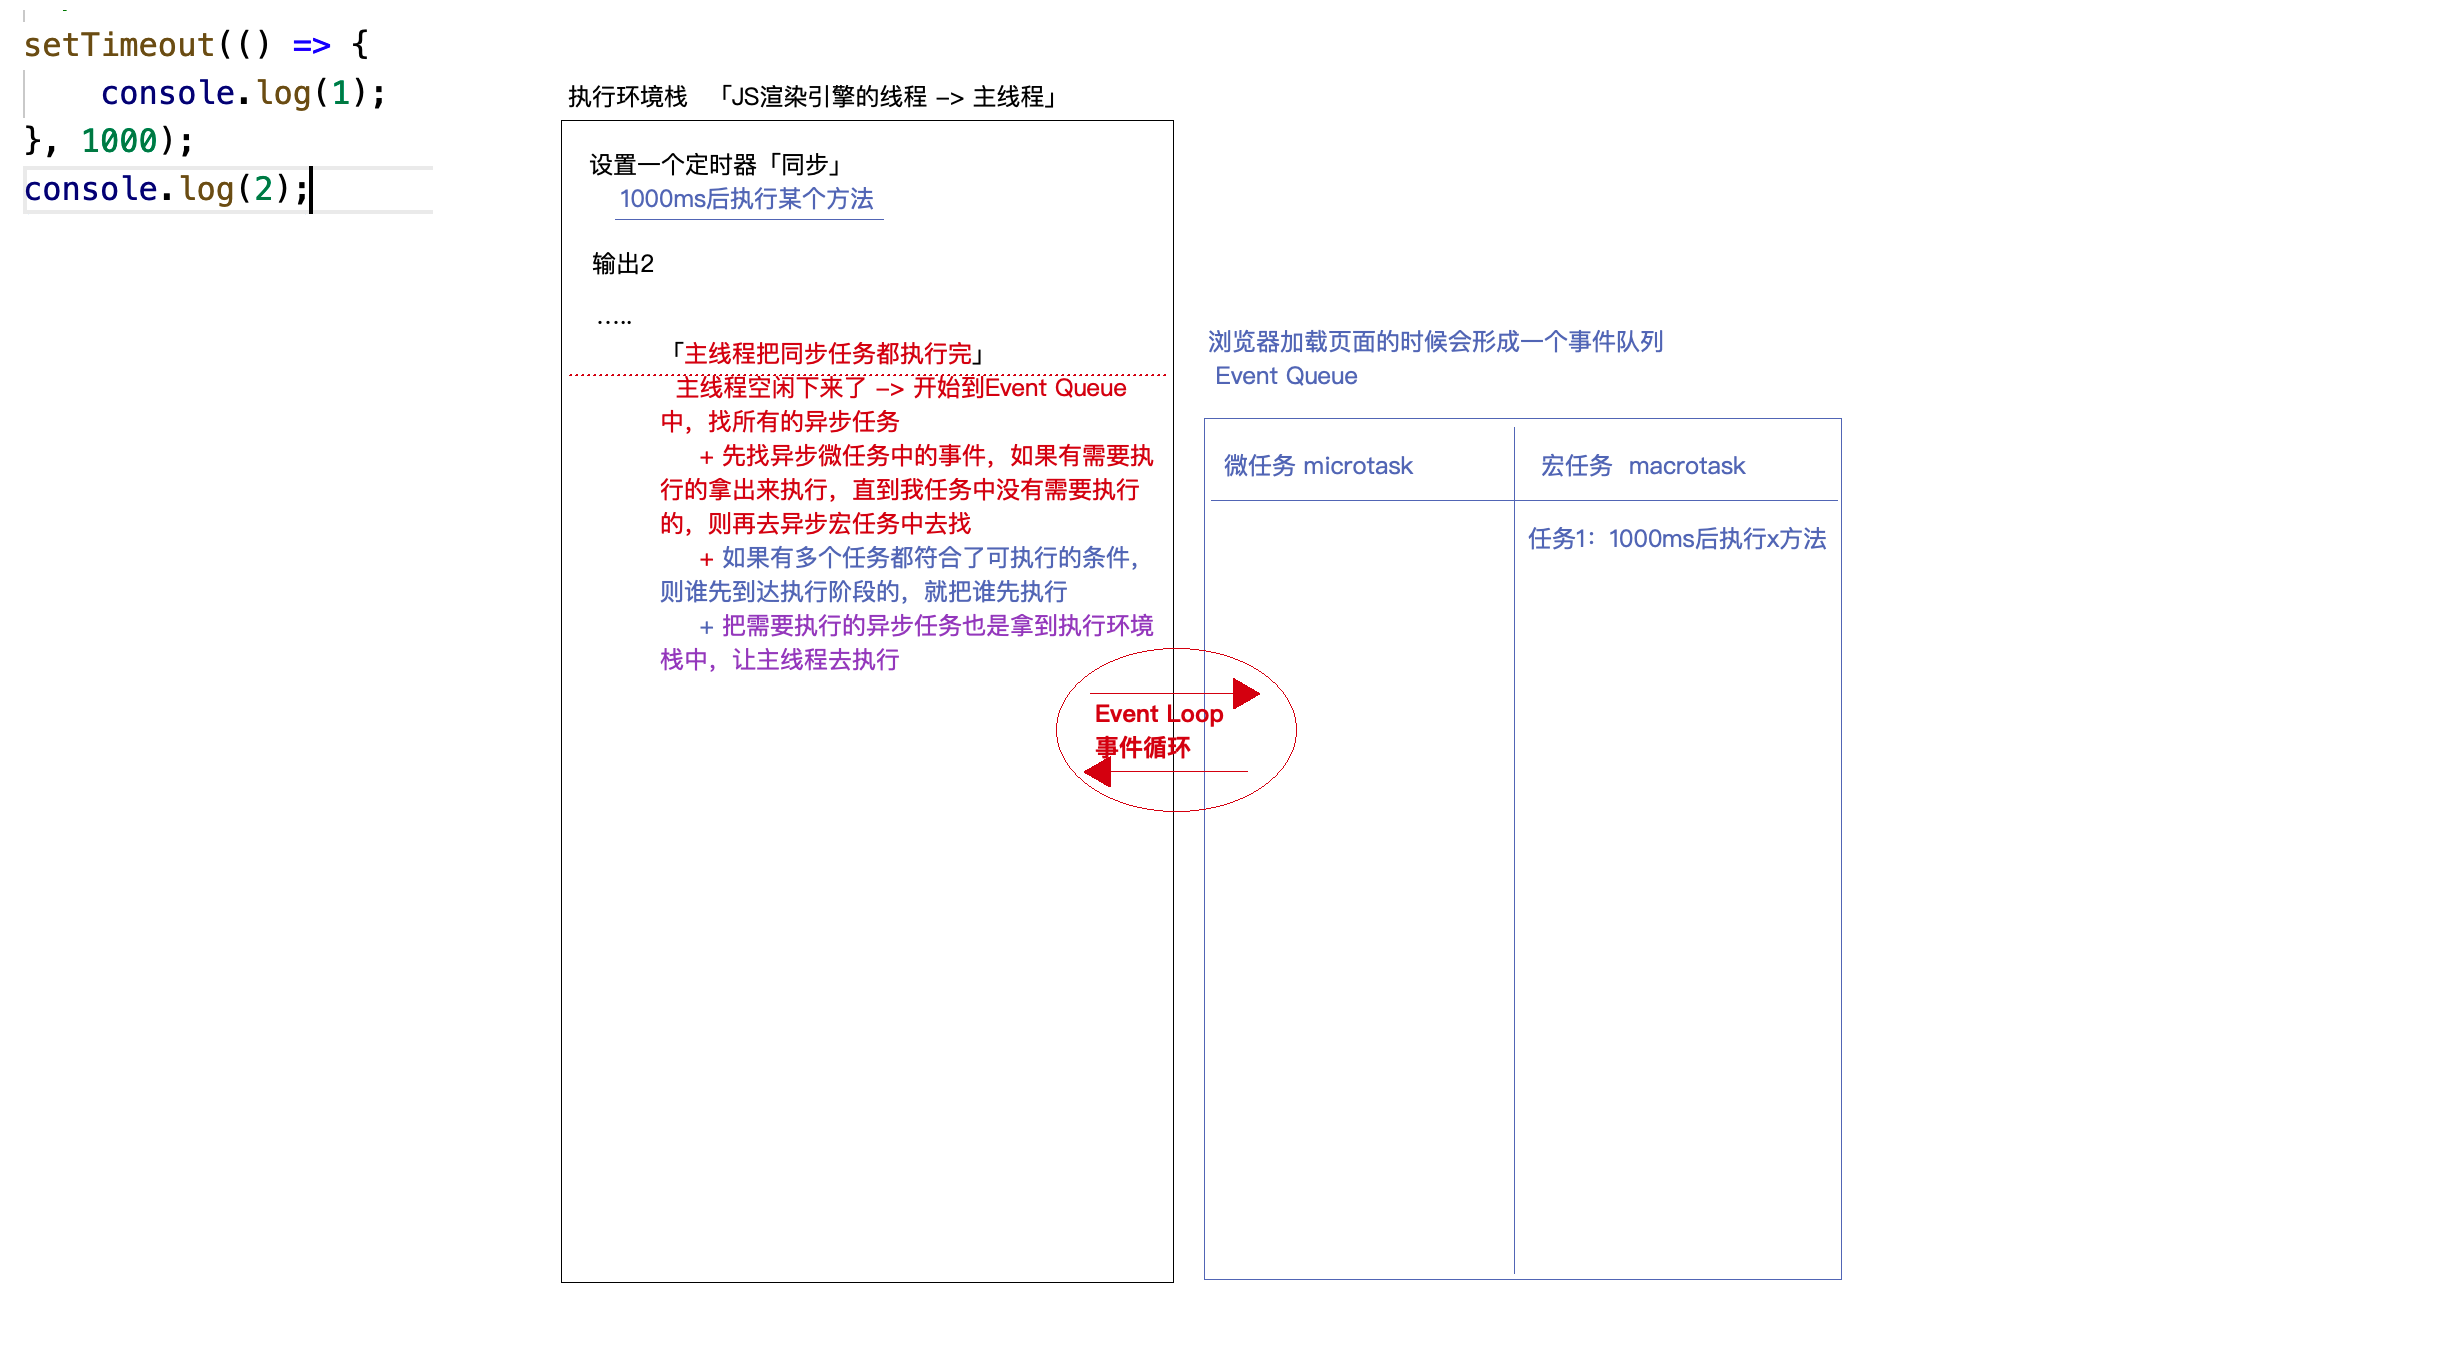 setTimeout(() => {
    console.log(1);
}, 1000);
console.log(2);
执行环境栈 「JS渲染引擎的线程 -> 主线程」
设置一个定时器「同步」
1000ms后执行某个方法
输出2
.....
「主线程把同步任务都执行完」
主线程空闲下来了 -> 开始到Event Queue
中，找所有的异步任务
+ 先找异步微任务中的事件，如果有需要执
行的拿出来执行，直到我任务中没有需要执行
的，则再去异步宏任务中去找
+ 如果有多个任务都符合了可执行的条件，
则谁先到达执行阶段的，就把谁先执行
+ 把需要执行的异步任务也是拿到执行环境
栈中，让主线程去执行
Event Loop
事件循环
浏览器加载页面的时候会形成一个事件队列
Event Queue
微任务 microtask
宏任务 macrotask
任务1：1000ms后执行x方法